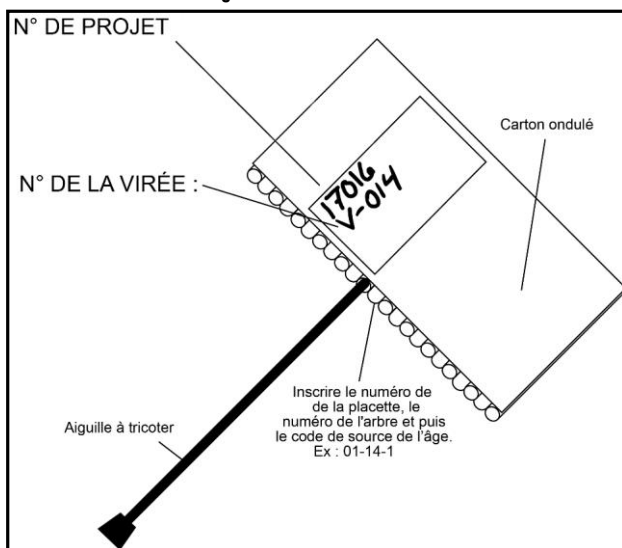 N° DE PROJET
Carton ondulé
17016
V-014
N° DE LA VIRÉE :
Inscrire le numéro de
de la placette, le
numéro de l'arbre et puis
le code de source de l'âge.
Ex : 01-14-1
Aiguille à tricoter